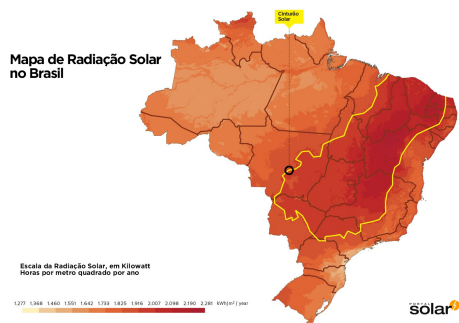 Cinturão
Solar
Mapa de Radiação Solar
no Brasil
Escala da Radiação Solar, em Kilowatt
Horas por metro quadrado por ano
1.277 1.368 1.460 1.551 1.642 1.733 1.825 1.916 2.007 2.098 2.190 2.281 kWh/m² / year
PORTAL
solar